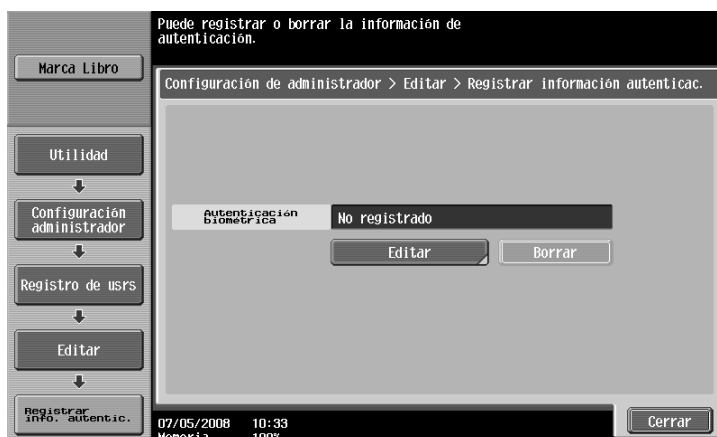 Puede registrar o borrar la información de
autenticación.
Marca Libro
Configuración de administrador > Editar > Registrar información autenticac.
Utilidad
Configuración
administrador
Registro de usrs
Editar
Registrar
info. autentic.
Autenticación
biométrica
No registrado
Editar
Borrar
07/05/2008 10:33
Memoria 100%
Cerrar